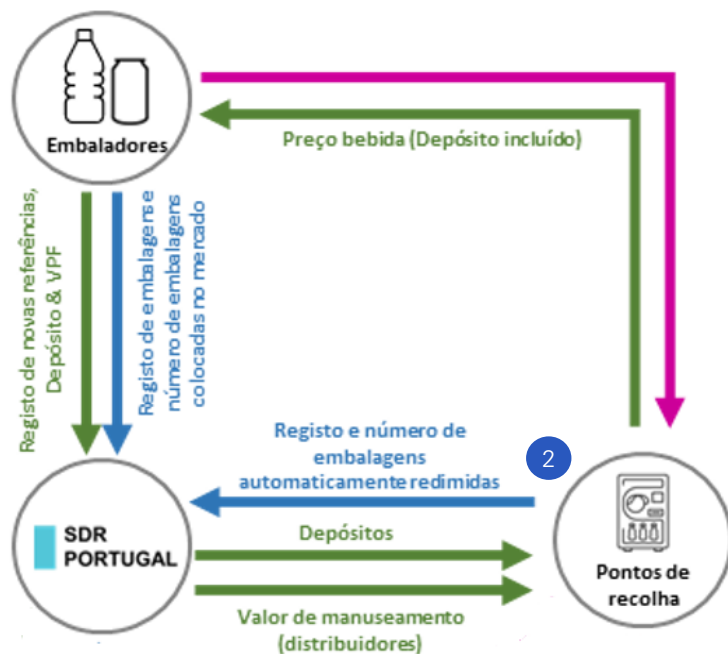 Embaladores
Preço bebida (Depósito incluído)
Registo de novas referências,
Depósito & VPF
Registo de embalagens e
número de embalagens
colocadas no mercado
Registo e número de
embalagens
automaticamente redimidas
2
SDR
PORTUGAL
Depósitos
Valor de manuseamento
(distribuidores)
Pontos de
recolha